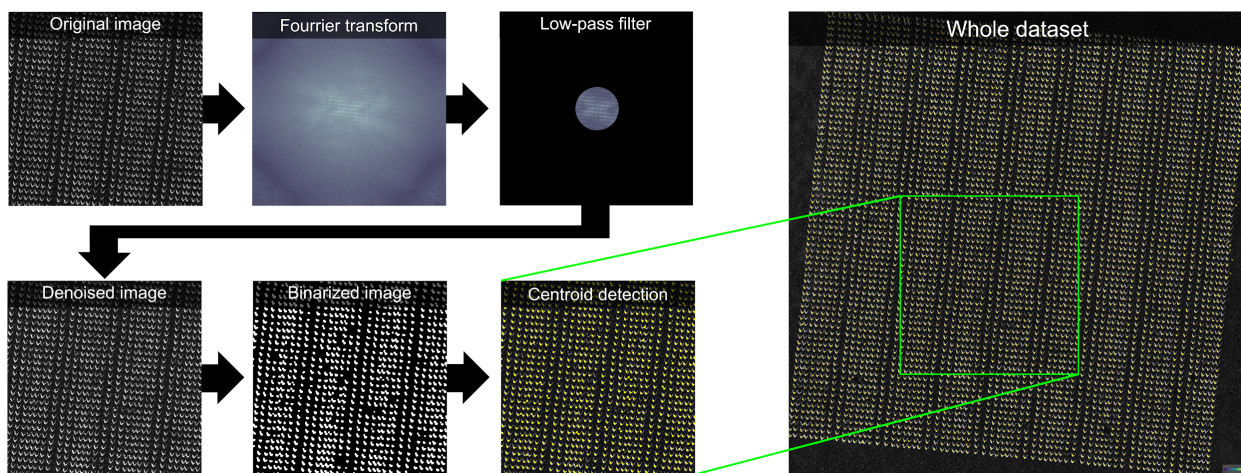 Original image
Fourrier transform
Low-pass filter
Whole dataset
Denoised image
Binarized image
Centroid detection